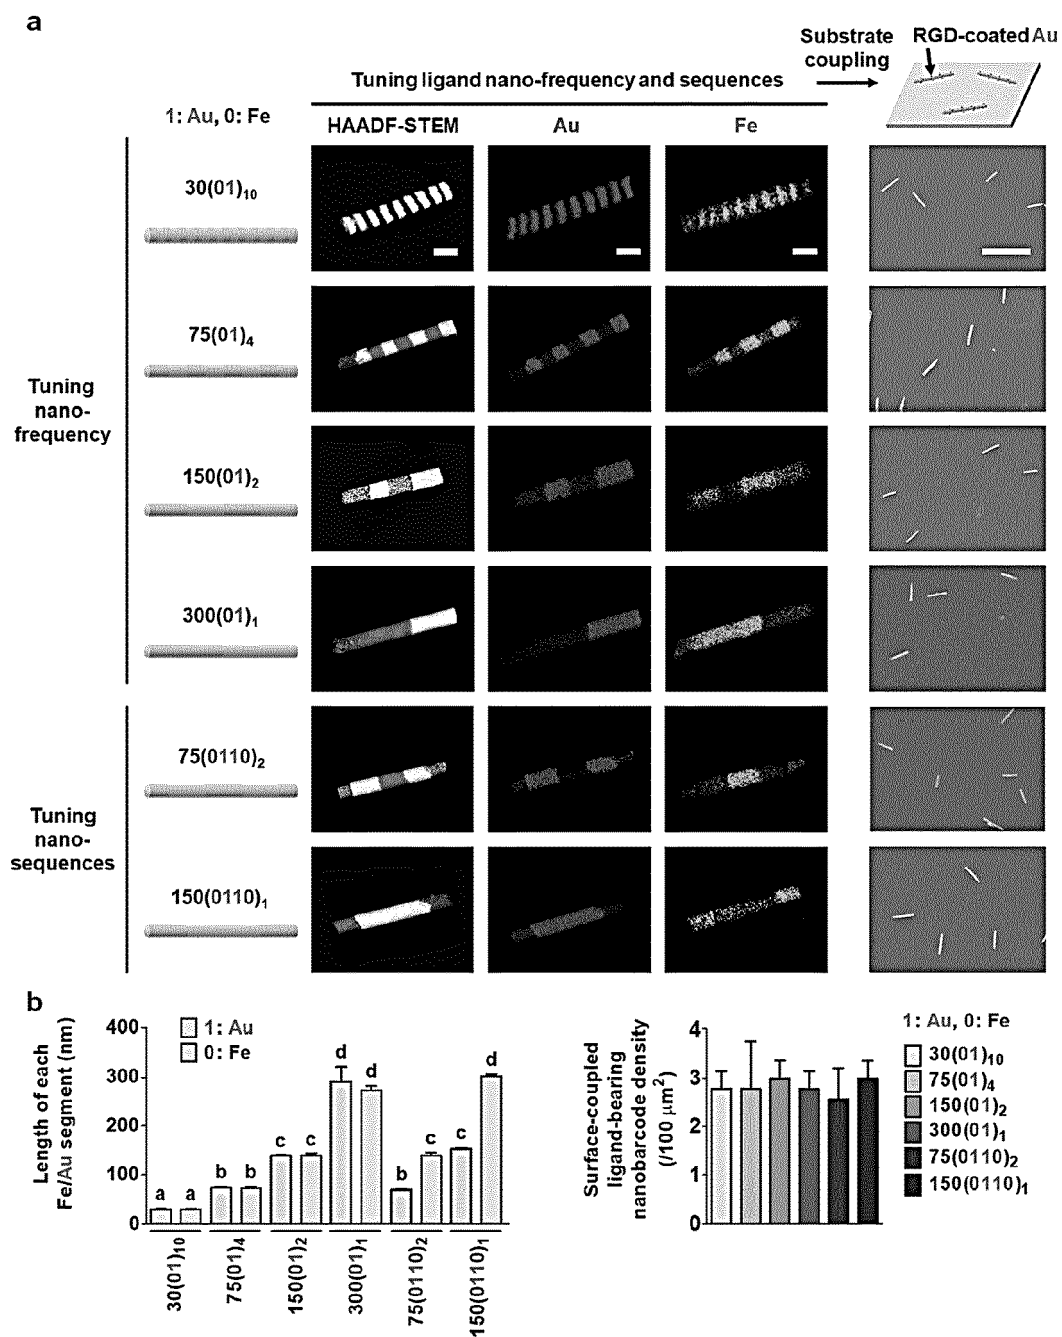 a
Substrate coupling
RGD-coated Au
Tuning ligand nano-frequency and sequences
1: Au, 0: Fe
HAADF-STEM
Au
Fe
Tuning
nano-
frequency
30(01)₁₀
75(01)₄
150(01)₂
300(01)₁
Tuning
nano-
sequences
75(0110)₂
150(0110)₁
b
Length of each
Fe/Au segment (nm)
400
300
200
100
0
1: Au
0: Fe
a a b b c c d d b c c d
30(01)₁₀
75(01)₄
150(01)₂
300(01)₁
75(0110)₂
150(0110)₁
Surface-coupled
ligand-bearing
nanobarcode density
(/100 μm²)
4
3
2
1
0
1: Au, 0: Fe
30(01)₁₀
75(01)₄
150(01)₂
300(01)₁
75(0110)₂
150(0110)₁